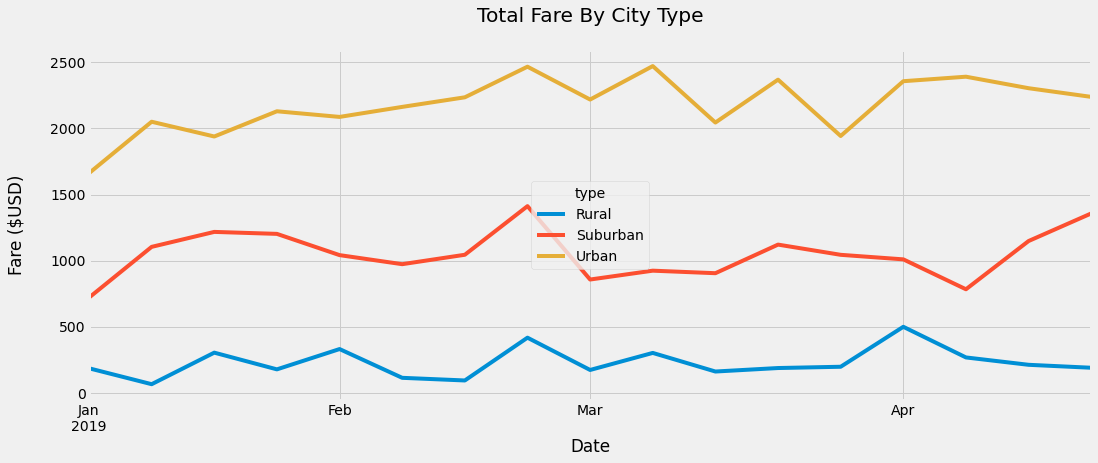 Total Fare By City Type
Fare ($USD)
2500
2000
1500
1000
500
0
type
Rural
Suburban
Urban
Jan
2019
Feb
Mar
Apr
Date